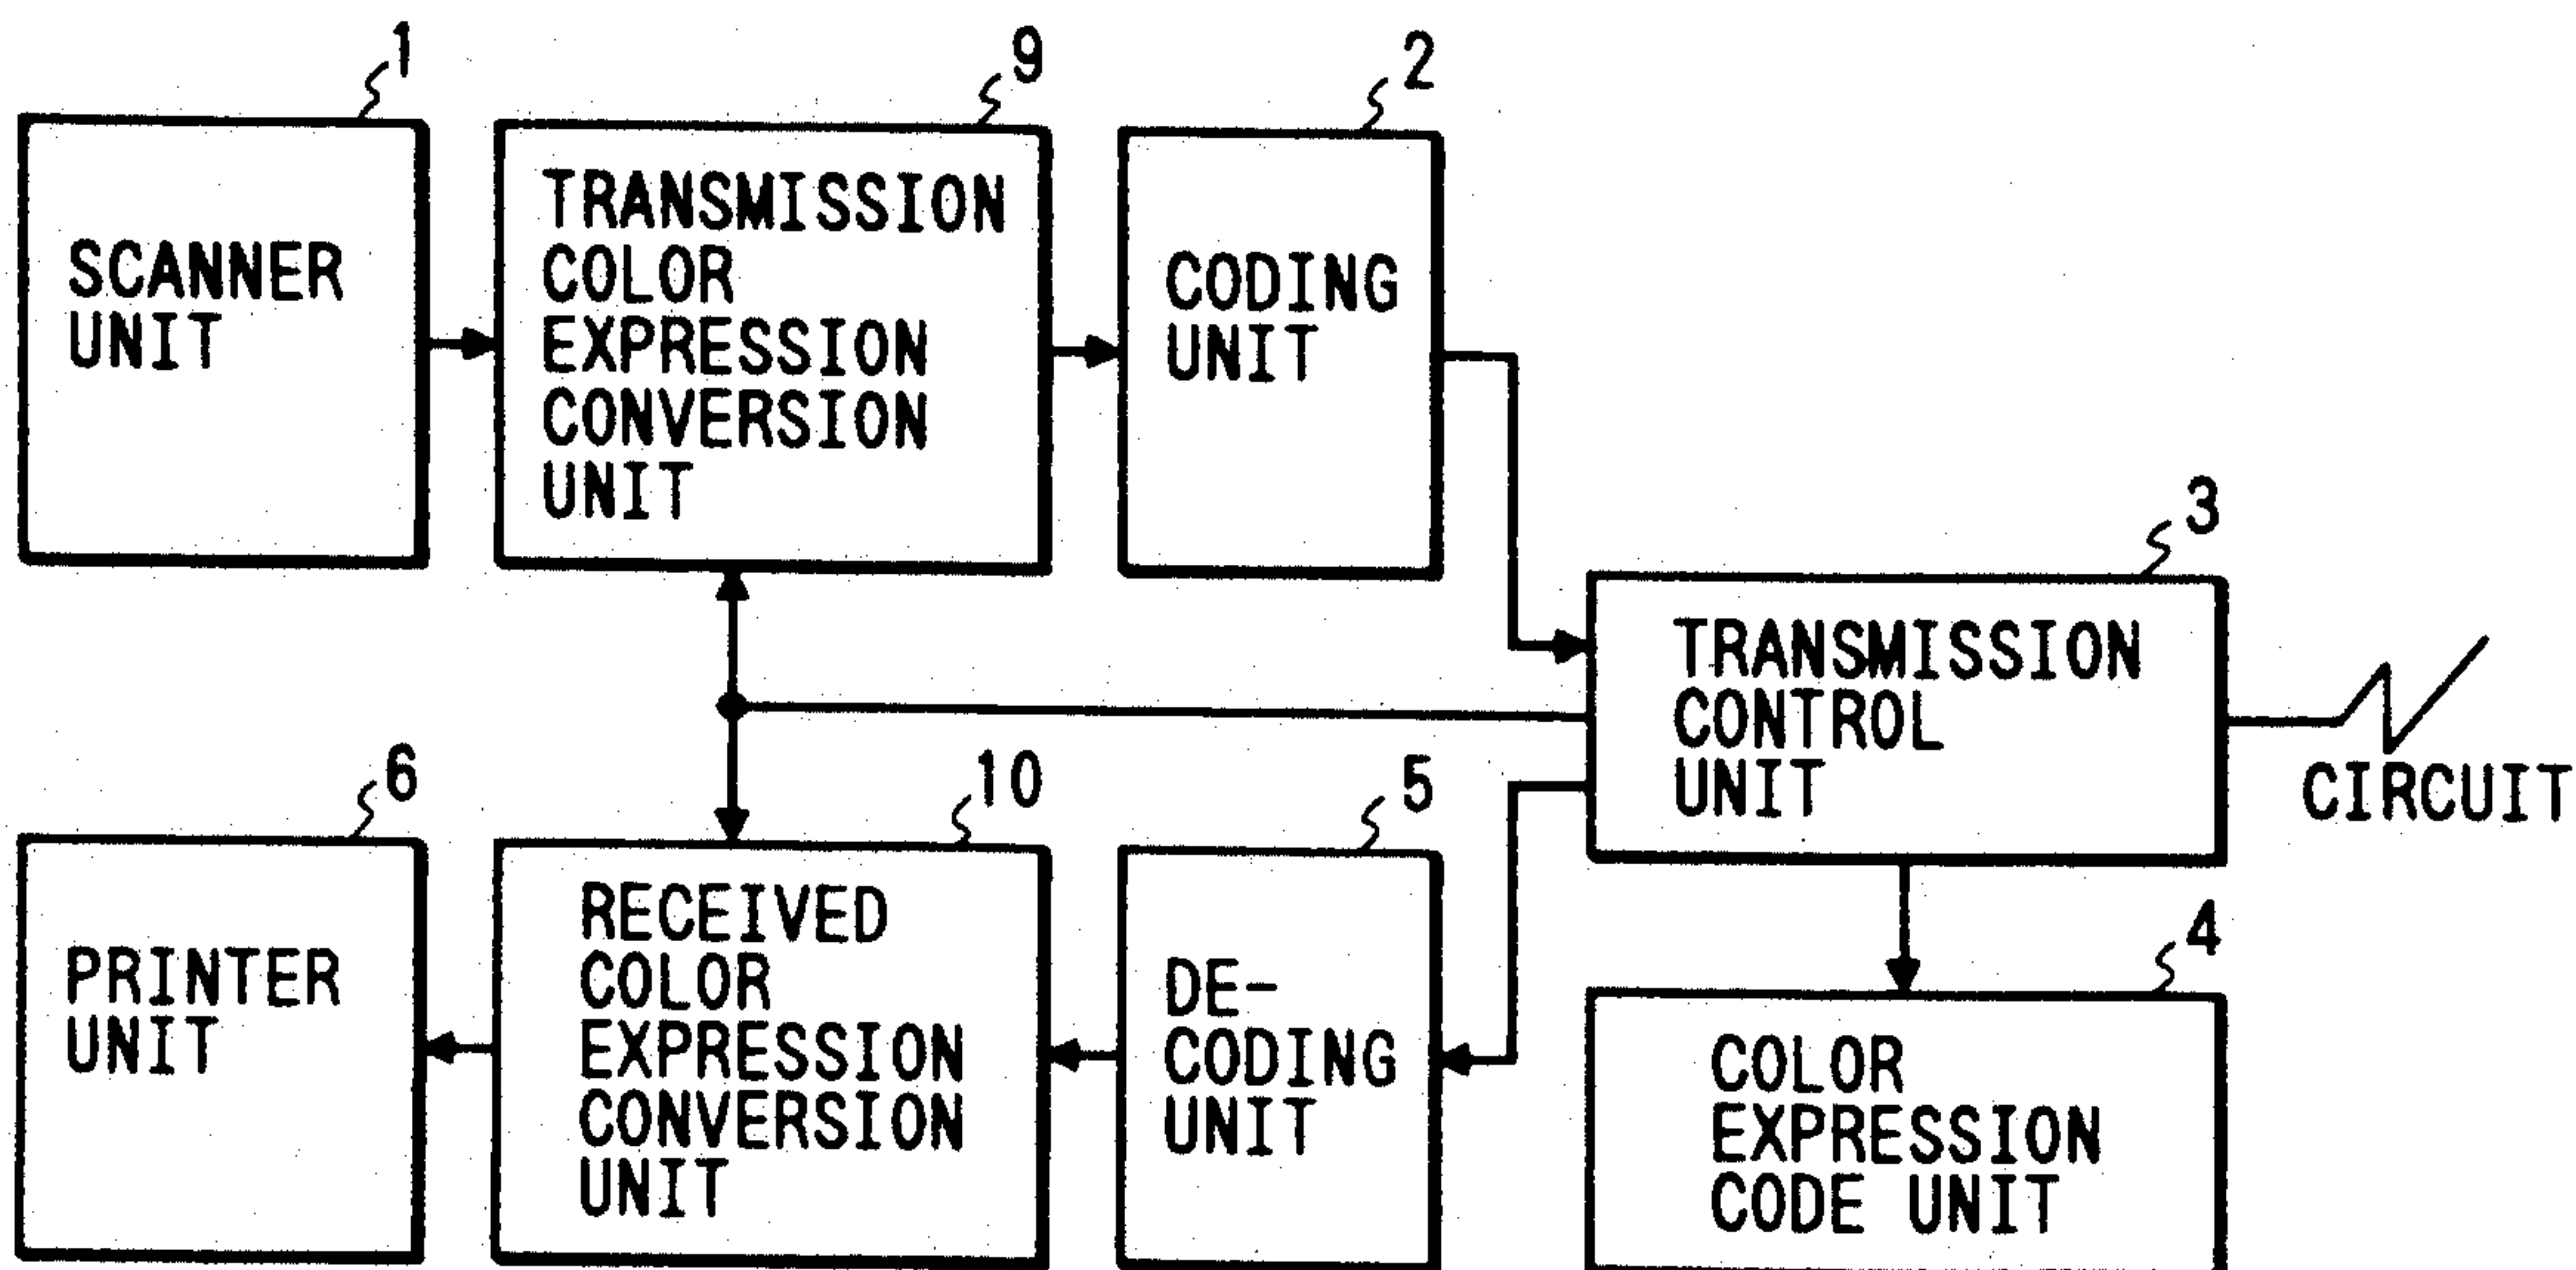 1
SCANNER
UNIT
9
TRANSMISSION
COLOR
EXPRESSION
CONVERSION
UNIT
2
CODING
UNIT
3
TRANSMISSION
CONTROL
UNIT
CIRCUIT
6
PRINTER
UNIT
10
RECEIVED
COLOR
EXPRESSION
CONVERSION
UNIT
5
DE-
CODING
UNIT
4
COLOR
EXPRESSION
CODE UNIT